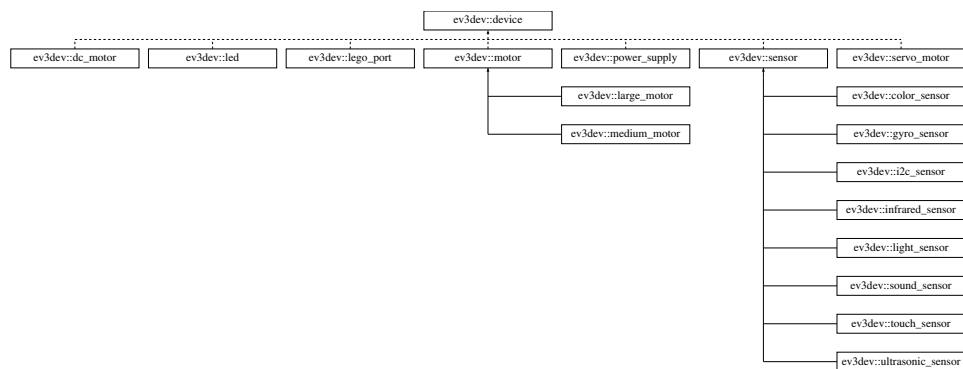 ev3dev::device
ev3dev::dc_motor ev3dev::led ev3dev::lego_port ev3dev::motor ev3dev::power_supply ev3dev::sensor ev3dev::servo_motor
ev3dev::large_motor ev3dev::color_sensor
ev3dev::medium_motor ev3dev::gyro_sensor
ev3dev::i2c_sensor
ev3dev::infrared_sensor
ev3dev::light_sensor
ev3dev::sound_sensor
ev3dev::touch_sensor
ev3dev::ultrasonic_sensor